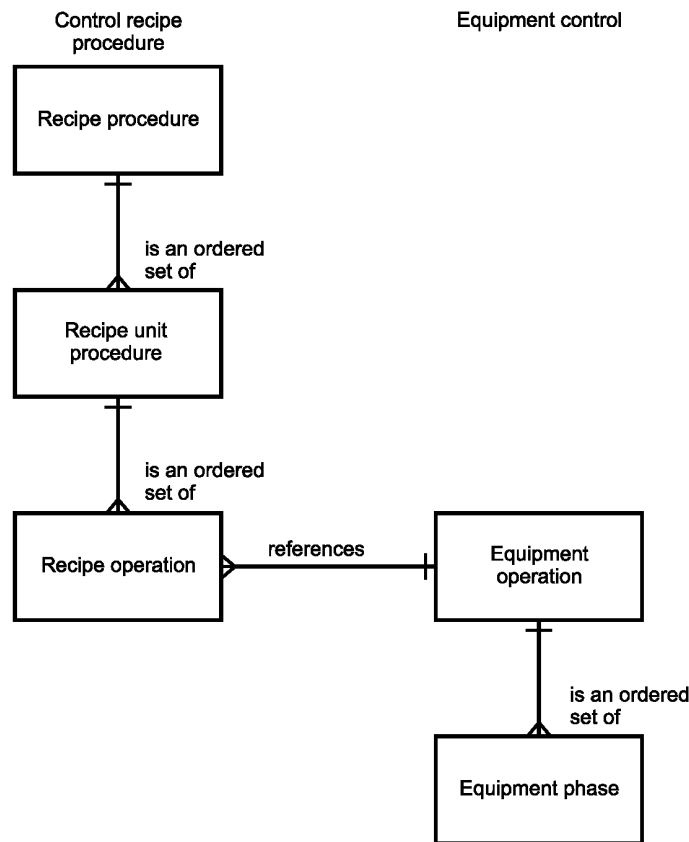 Control recipe
procedure
Equipment control
Recipe procedure
is an ordered
set of
Recipe unit
procedure
is an ordered
set of
Recipe operation
references
Equipment
operation
is an ordered
set of
Equipment phase